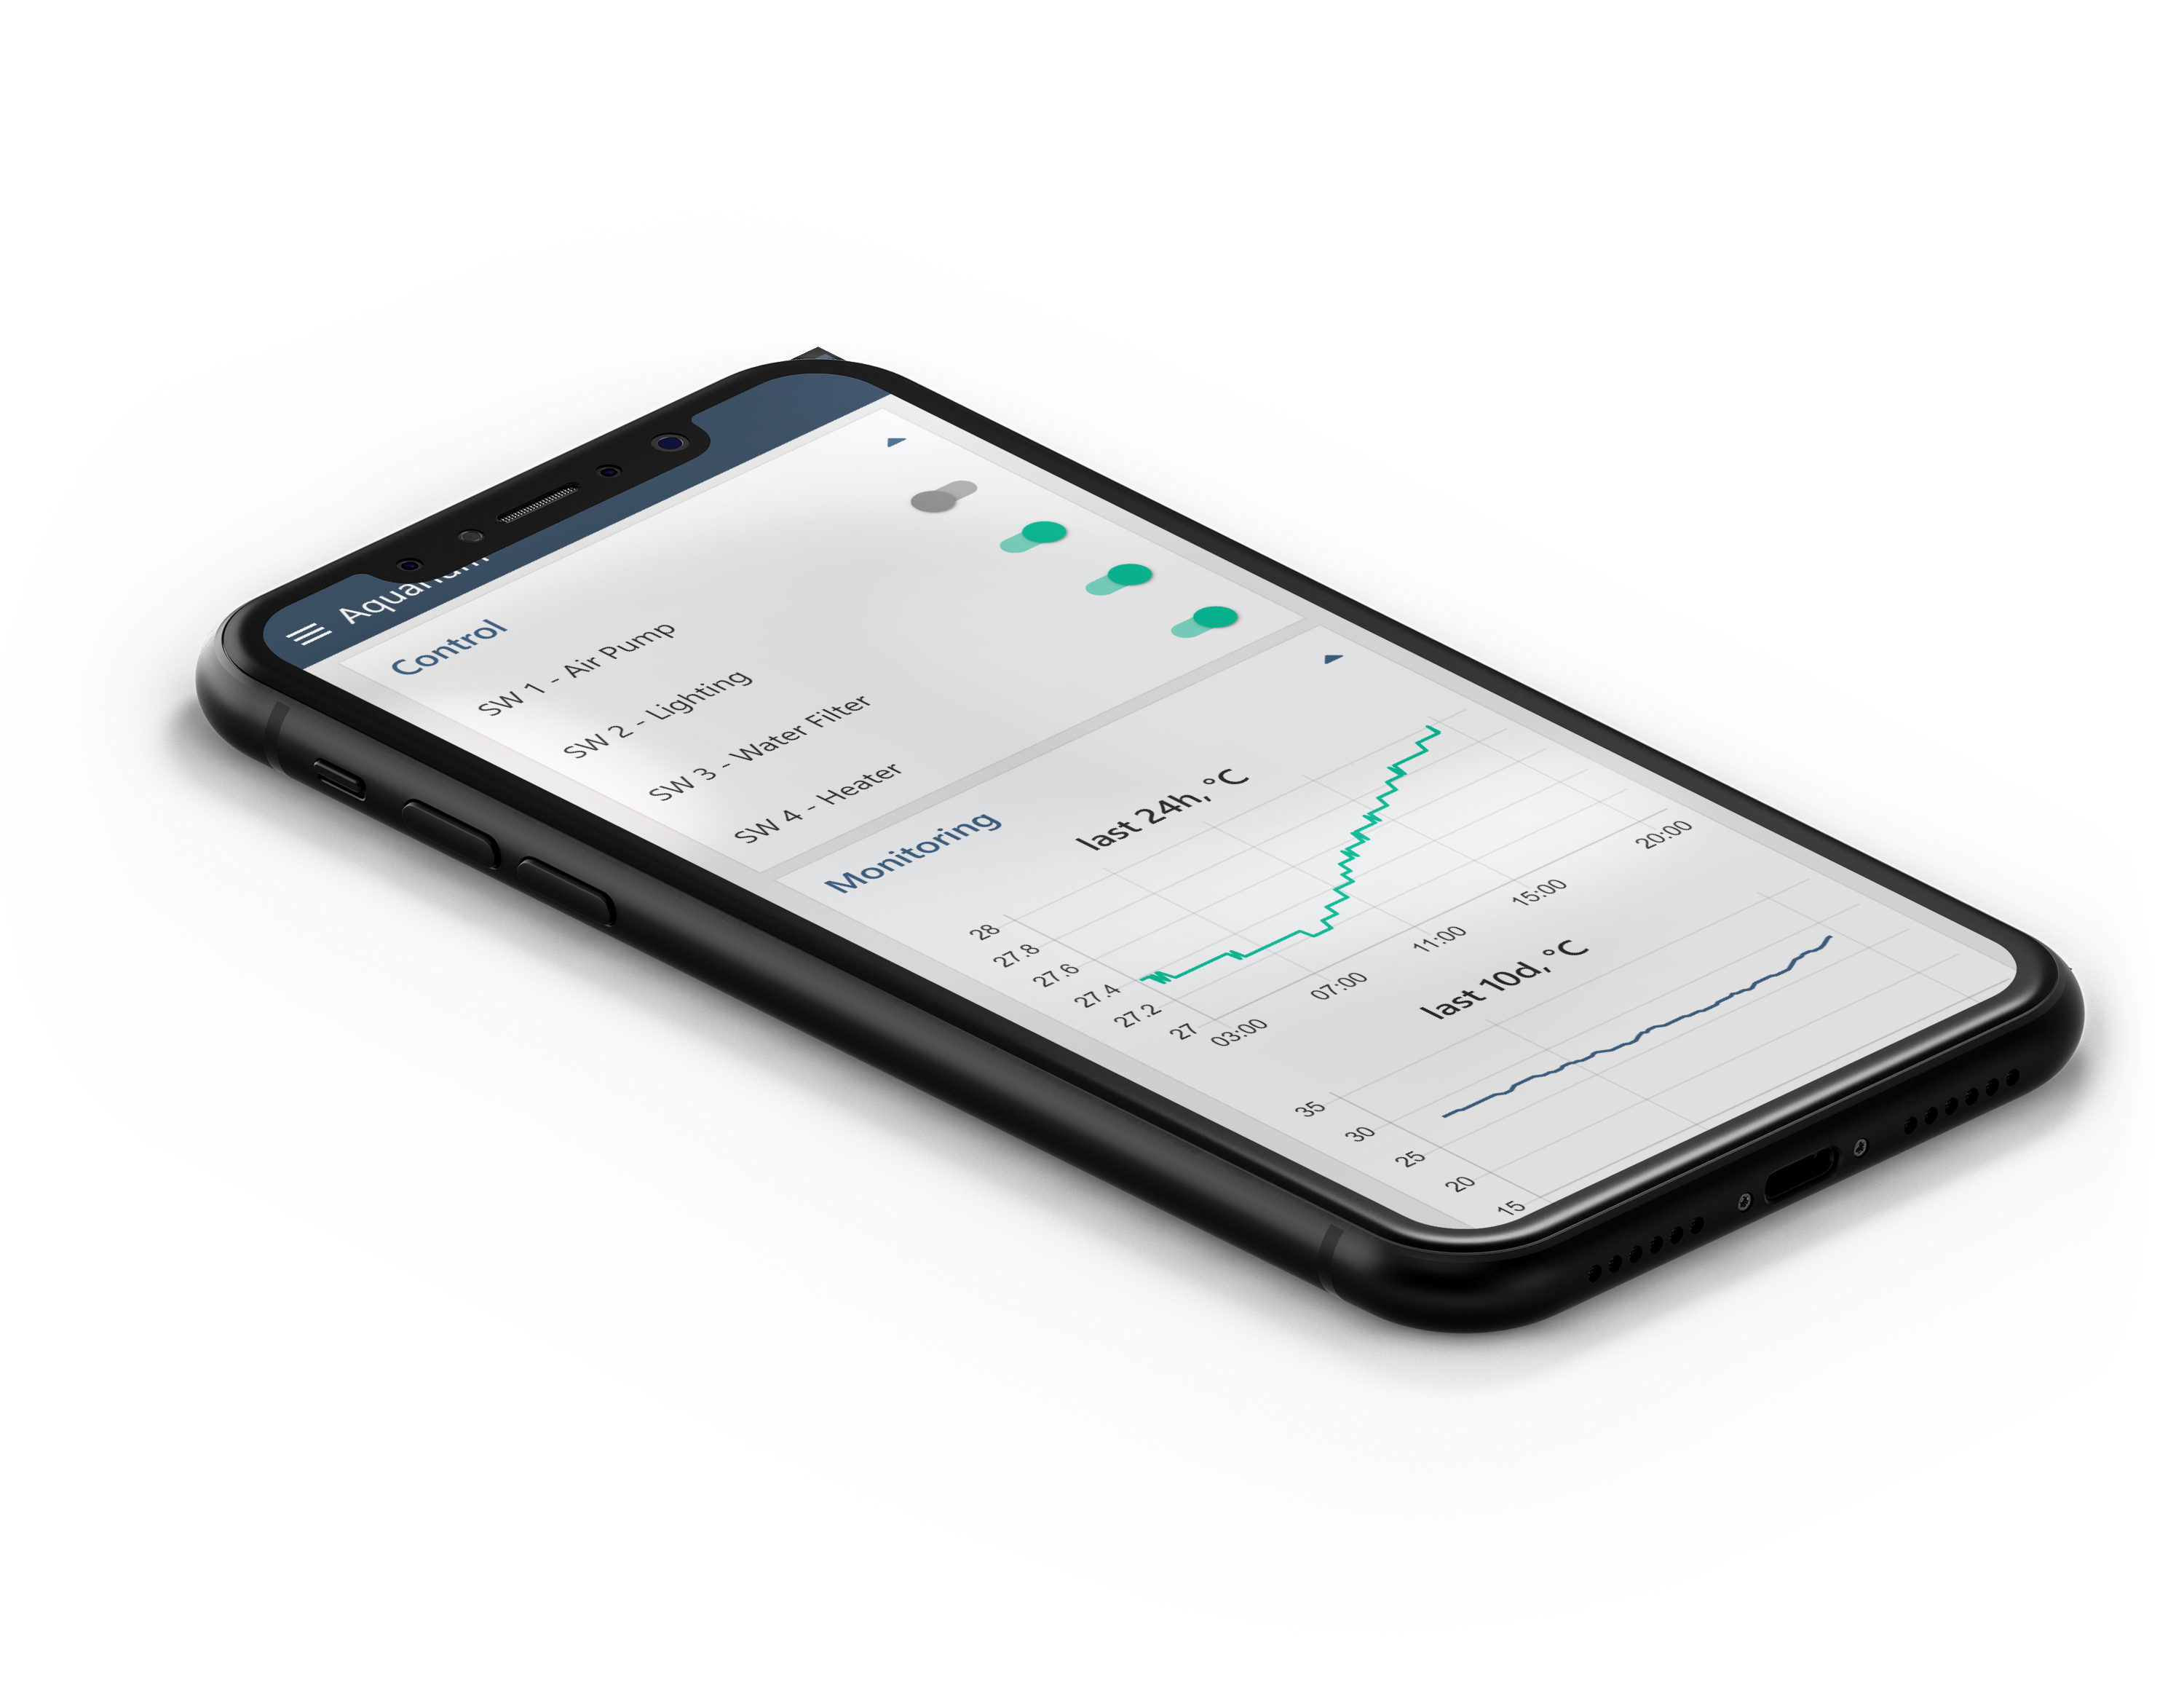 Aquarium
Control
SW 1 - Air Pump
SW 2 - Lighting
SW 3 - Water Filter
SW 4 - Heater
Monitoring
last 24h,°C
28
27.8
27.6
27.4
27.2
27
03:00
07:00
11:00
15:00
20:00
last 10d,°C
35
30
25
20
15